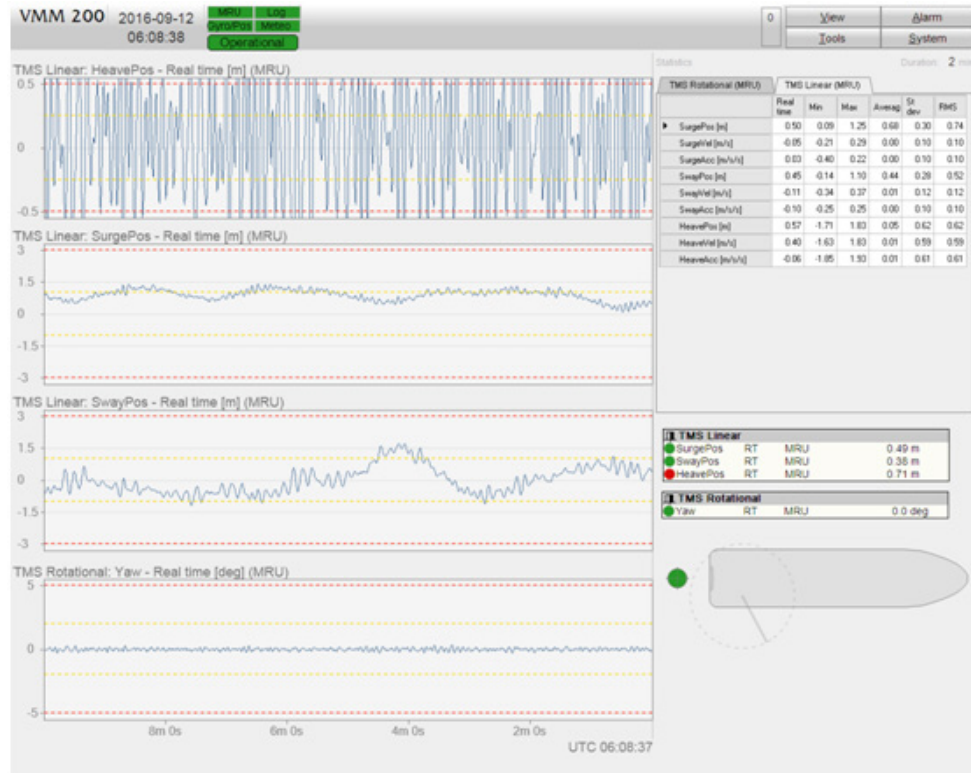 VMM 200 2016-09-12 06:08:38
MRU Log
Gyro/Pos Meteo
Operational
0 View Alarm
Tools System
TMS Linear: HeavePos - Real time [m] (MRU)
0.5
0
-0.5
TMS Linear: SurgePos - Real time [m] (MRU)
3
1.5
0
-1.5
-3
TMS Linear: SwayPos - Real time [m] (MRU)
3
1.5
0
-1.5
-3
TMS Rotational: Yaw - Real time [deg] (MRU)
5
0
-5
8m 0s 6m 0s 4m 0s 2m 0s
UTC 06:08:37
Statistics Duration: 2 min
TMS Rotational (MRU) TMS Linear (MRU)
Real time Min Max Averag St dev RMS
SurgePos [m] 0.50 0.09 1.25 0.68 0.30 0.74
SurgeVel [m/s] -0.05 -0.21 0.29 0.00 0.10 0.10
SurgeAcc [m/s/s] 0.03 -0.40 0.22 0.00 0.10 0.10
SwayPos [m] 0.45 -0.14 1.10 0.44 0.28 0.52
SwayVel [m/s] -0.11 -0.34 0.37 0.01 0.12 0.12
SwayAcc [m/s/s] -0.10 -0.25 0.25 0.00 0.10 0.10
HeavePos [m] 0.57 -1.71 1.83 0.05 0.62 0.62
HeaveVel [m/s] 0.40 -1.63 1.83 0.01 0.59 0.59
HeaveAcc [m/s/s] -0.06 -1.85 1.93 0.01 0.61 0.61
TMS Linear
SurgePos RT MRU 0.49 m
SwayPos RT MRU 0.38 m
HeavePos RT MRU 0.71 m
TMS Rotational
Yaw RT MRU 0.0 deg